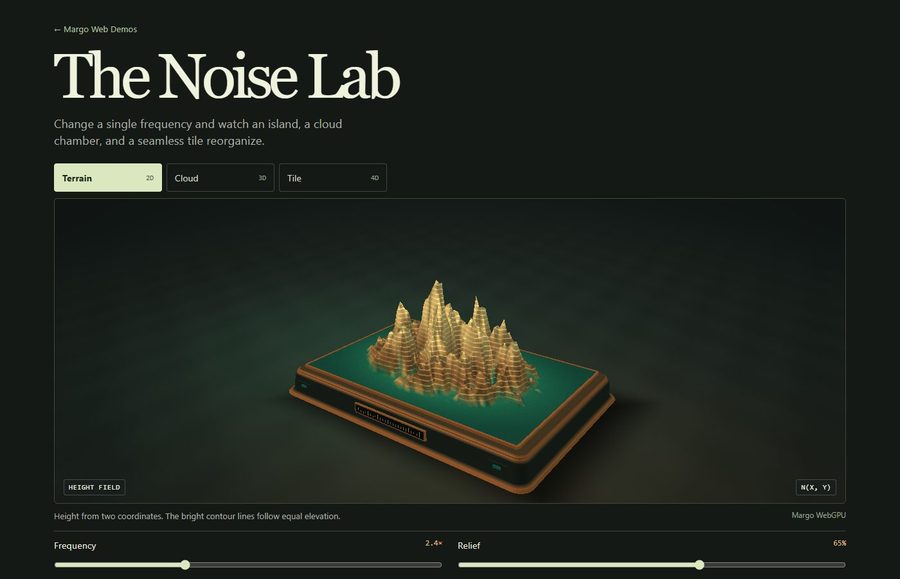 ← Margo Web Demos
The Noise Lab
Change a single frequency and watch an island, a cloud
chamber, and a seamless tile reorganize.
Terrain 2D Cloud 3D Tile 4D
HEIGHT FIELD N(X, Y)
Height from two coordinates. The bright contour lines follow equal elevation. Margo WebGPU
Frequency 2.4× Relief 65%